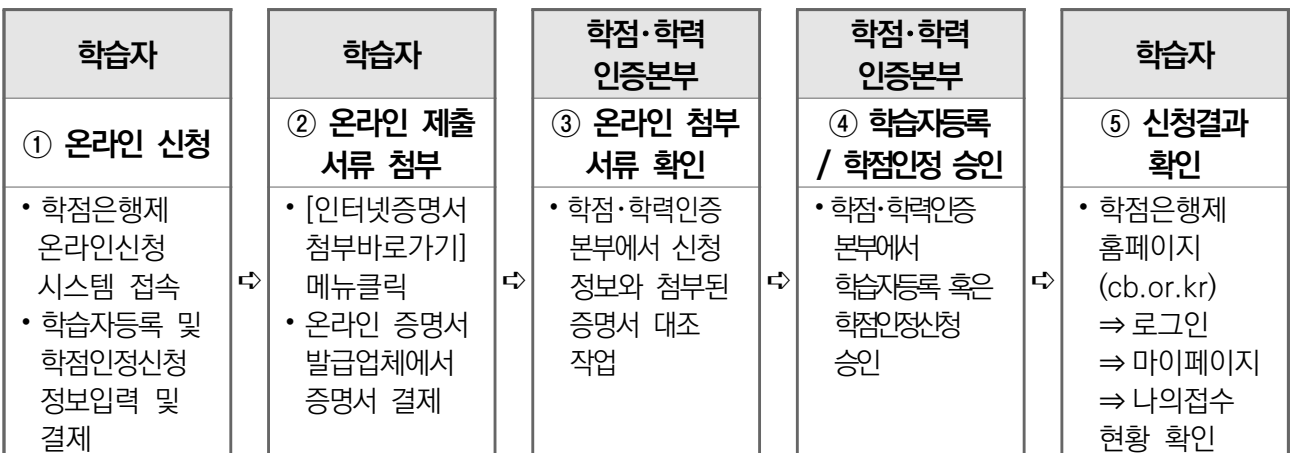 학습자
① 온라인 신청
• 학점은행제
온라인신청
시스템 접속
• 학습자등록 및
학점인정신청
정보입력 및
결제
➪
학습자
② 온라인 제출
서류 첨부
• [인터넷증명서
첨부바로가기]
메뉴클릭
• 온라인 증명서
발급업체에서
증명서 결제
➪
학점·학력
인증본부
③ 온라인 첨부
서류 확인
• 학점·학력인증
본부에서 신청
정보와 첨부된
증명서 대조
작업
➪
학점·학력
인증본부
④ 학습자등록
/ 학점인정 승인
• 학점·학력인증
본부에서
학습자등록 혹은
학점인정신청
승인
➪
학습자
⑤ 신청결과
확인
• 학점은행제
홈페이지
(cb.or.kr)
⇒ 로그인
⇒ 마이페이지
⇒ 나의접수
현황 확인